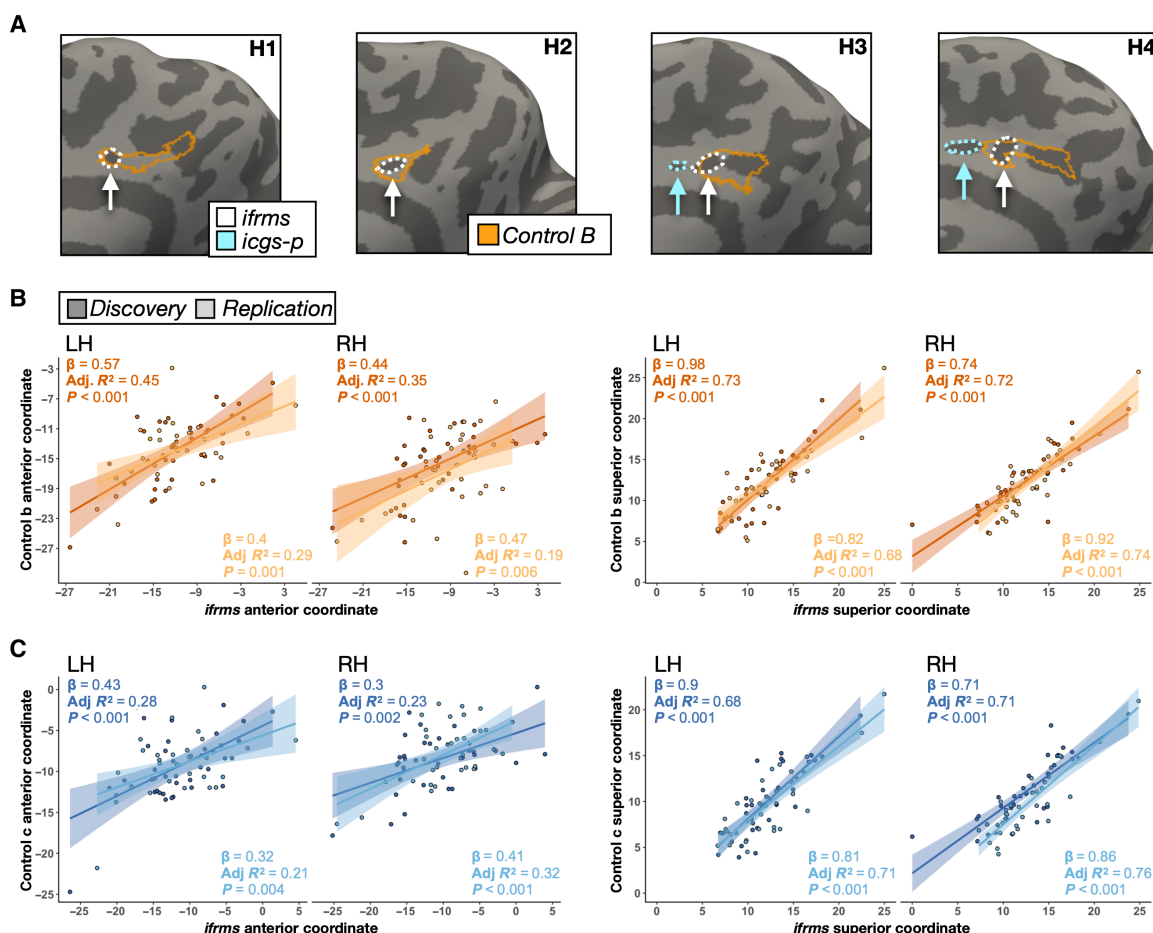 A
H1
H2
H3
H4
ifrms
icgs-p
Control B
B
Discovery
Replication
LH
β = 0.57
Adj. R² = 0.45
P < 0.001
RH
β = 0.44
Adj. R² = 0.35
P < 0.001
β = 0.4
Adj R² = 0.29
P = 0.001
β = 0.47
Adj R² = 0.19
P = 0.006
Control b anterior coordinate
−3
−7
−11
−15
−19
−23
−27
−27 −21 −15 −9 −3 3
−27 −21 −15 −9 −3 3
ifrms anterior coordinate
LH
β = 0.98
Adj R² = 0.73
P < 0.001
RH
β = 0.74
Adj R² = 0.72
P < 0.001
β =0.82
Adj R² = 0.68
P < 0.001
β = 0.92
Adj R² = 0.74
P < 0.001
Control b superior coordinate
25
20
15
10
5
0
0 5 10 15 20 25
0 5 10 15 20 25
ifrms superior coordinate
C
LH
β = 0.43
Adj R² = 0.28
P < 0.001
RH
β = 0.3
Adj R² = 0.23
P = 0.002
β = 0.32
Adj R² = 0.21
P = 0.004
β = 0.41
Adj R² = 0.32
P < 0.001
Control c anterior coordinate
0
−5
−10
−15
−20
−25
−25 −20 −15 −10 −5 0 5
−25 −20 −15 −10 −5 0 5
ifrms anterior coordinate
LH
β = 0.9
Adj R² = 0.68
P < 0.001
RH
β = 0.71
Adj R² = 0.71
P < 0.001
β = 0.81
Adj R² = 0.71
P < 0.001
β = 0.86
Adj R² = 0.76
P < 0.001
Control c superior coordinate
20
15
10
5
0
0 5 10 15 20 25
0 5 10 15 20 25
ifrms superior coordinate